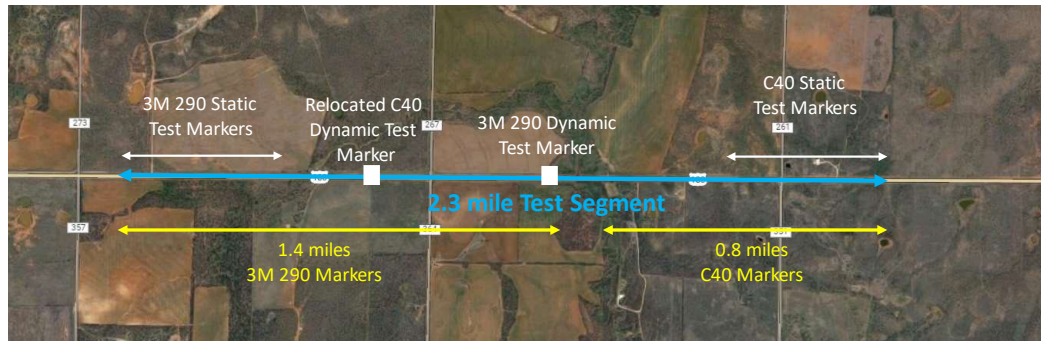 C40 Static
Test Markers
3M 290 Static
Test Markers
Relocated C40
Dynamic Test
Marker
3M 290 Dynamic
Test Marker
273
267
261
2.3 mile Test Segment
357
1.4 miles
3M 290 Markers
0.8 miles
C40 Markers